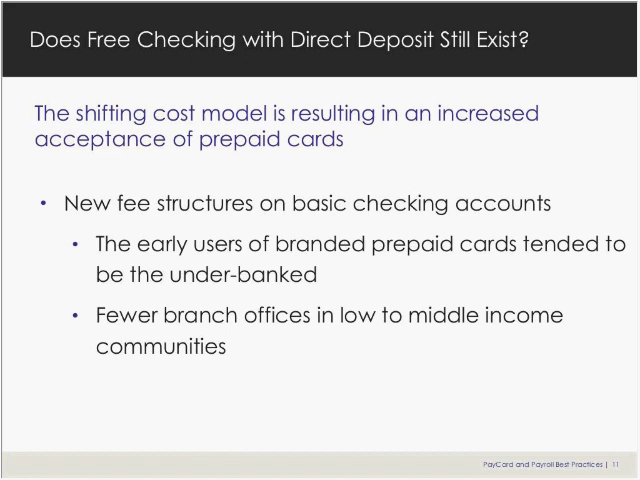 Does Free Checking with Direct Deposit Still Exist?
The shifting cost model is resulting in an increased
acceptance of prepaid cards
• New fee structures on basic checking accounts
• The early users of branded prepaid cards tended to
be the under-banked
• Fewer branch offices in low to middle income
communities
PayCard and Payroll Best Practices | 11